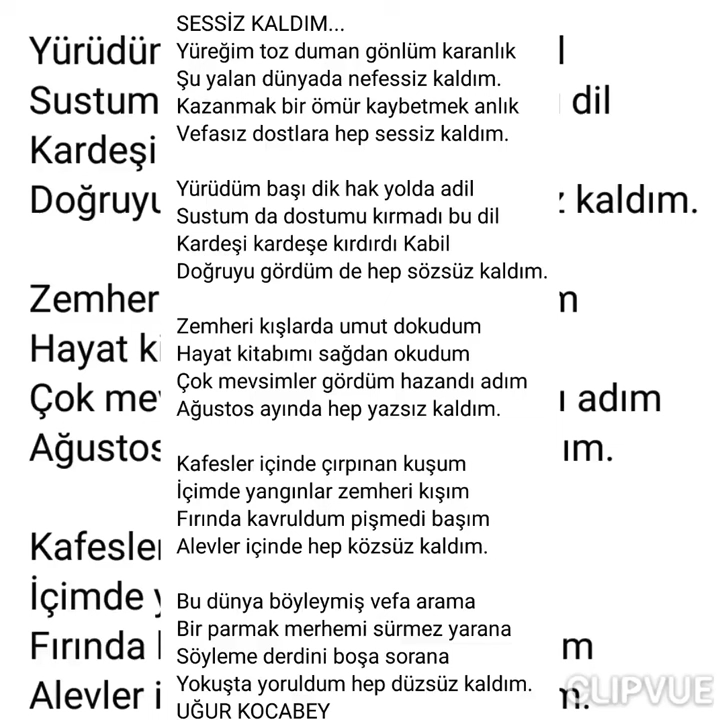 SESSİZ KALDIM...
Yüreğim toz duman gönlüm karanlık
Şu yalan dünyada nefessiz kaldım.
Kazanmak bir ömür kaybetmek anlık
Vefasız dostlara hep sessiz kaldım.
Yürüdüm başı dik hak yolda adil
Sustum da dostumu kırmadı bu dil
Kardeşi kardeşe kırdırdı Kabil
Doğruyu gördüm de hep sözsüz kaldım.
Zemheri kışlarda umut dokudum
Hayat kitabımı sağdan okudum
Çok mevsimler gördüm hazandı adım
Ağustos ayında hep yazsız kaldım.
Kafesler içinde çırpınan kuşum
İçimde yangınlar zemheri kışım
Fırında kavruldum pişmedi başım
Alevler içinde hep közsüz kaldım.
Bu dünya böyleymiş vefa arama
Bir parmak merhemi sürmez yarana
Söyleme derdini boşa sorana
Yokuşta yoruldum hep düzsüz kaldım.
UĞUR KOCABEY
CLIPVUE